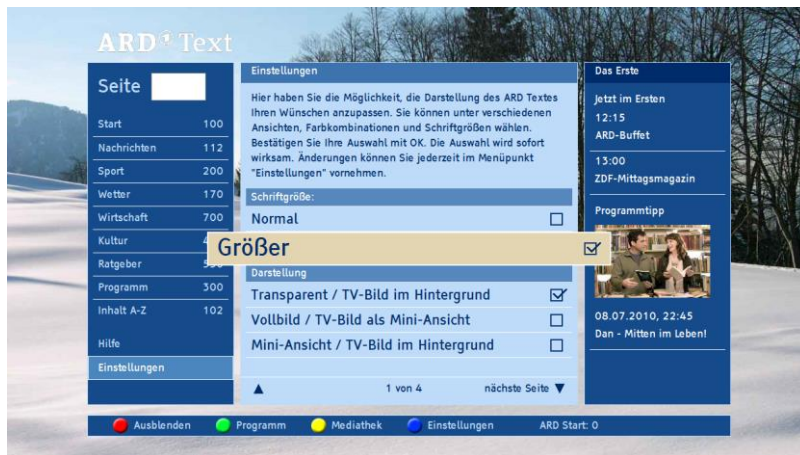 ARD Text
Seite
Start 100
Nachrichten 112
Sport 200
Wetter 170
Wirtschaft 700
Kultur 4
Ratgeber
Programm 300
Inhalt A-Z 102
Hilfe
Einstellungen
Einstellungen
Hier haben Sie die Möglichkeit, die Darstellung des ARD Textes
Ihren Wünschen anzupassen. Sie können unter verschiedenen
Ansichten, Farbkombinationen und Schriftgrößen wählen.
Bestätigen Sie Ihre Auswahl mit OK. Die Auswahl wird sofort
wirksam. Änderungen können Sie jederzeit im Menüpunkt
"Einstellungen" vornehmen.
Schriftgröße:
Normal
Größer
Darstellung
Transparent / TV-Bild im Hintergrund
Vollbild / TV-Bild als Mini-Ansicht
Mini-Ansicht / TV-Bild im Hintergrund
▲ 1 von 4 nächste Seite ▼
Das Erste
Jetzt im Ersten
12:15
ARD-Buffet
13:00
ZDF-Mittagsmagazin
Programmtipp
08.07.2010, 22:45
Dan - Mitten im Leben!
Ausblenden Programm Mediathek Einstellungen ARD Start: 0